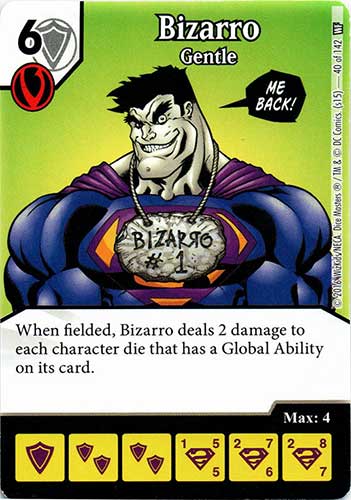 6
Bizarro
Gentle
ME
BACK!
BIZARRO
# 1
40 of 142 WF
© 2016 WizKids/NECA. Dice Masters ® / TM & © DC Comics. (s15) —
When fielded, Bizarro deals 2 damage to
each character die that has a Global Ability
on its card.
Max: 4
1 5 5
2 7 6
2 8 7